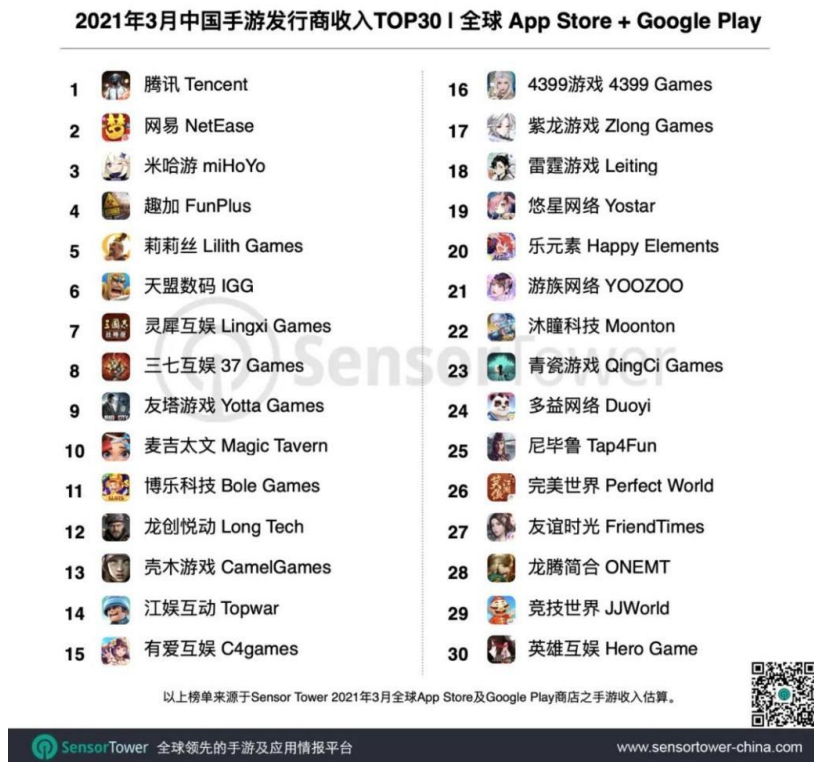 2021年3月中国手游发行商收入TOP30 | 全球 App Store + Google Play
1 腾讯 Tencent
2 网易 NetEase
3 米哈游 miHoYo
4 趣加 FunPlus
5 莉莉丝 Lilith Games
6 天盟数码 IGG
7 灵犀互娱 Lingxi Games
8 三七互娱 37 Games
9 友塔游戏 Yotta Games
10 麦吉太文 Magic Tavern
11 博乐科技 Bole Games
12 龙创悦动 Long Tech
13 壳木游戏 CamelGames
14 江娱互动 Topwar
15 有爱互娱 C4games
16 4399游戏 4399 Games
17 紫龙游戏 Zlong Games
18 雷霆游戏 Leiting
19 悠星网络 Yostar
20 乐元素 Happy Elements
21 游族网络 YOOZOO
22 沐瞳科技 Moonton
23 青瓷游戏 QingCi Games
24 多益网络 Duoyi
25 尼毕鲁 Tap4Fun
26 完美世界 Perfect World
27 友谊时光 FriendTimes
28 龙腾简合 ONEMT
29 竞技世界 JJWorld
30 英雄互娱 Hero Game
SensorTower
以上榜单来源于Sensor Tower 2021年3月全球App Store及Google Play商店之手游收入估算。
SensorTower 全球领先的手游及应用情报平台
www.sensortower-china.com